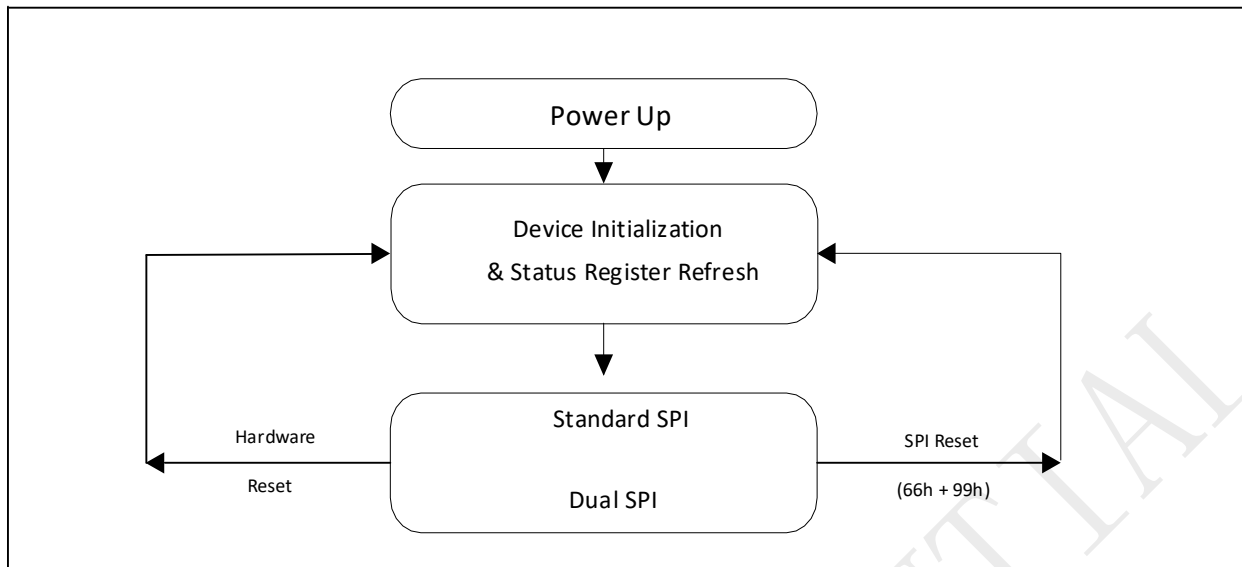 Power Up
Device Initialization
& Status Register Refresh
Standard SPI
Hardware
SPI Reset
Reset
Dual SPI
(66h + 99h)